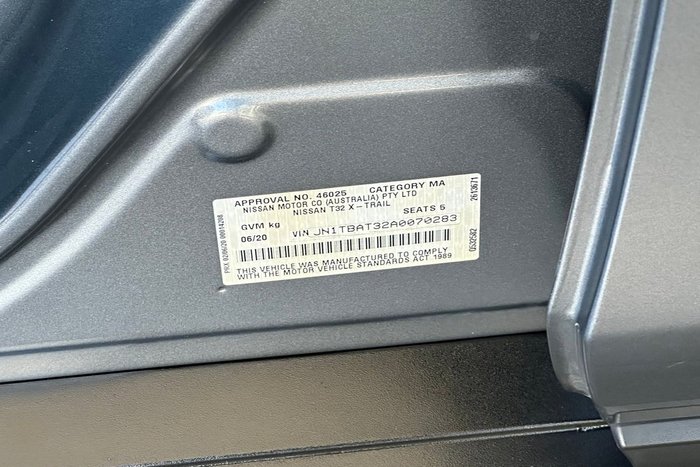 APPROVAL NO. 46025 CATEGORY MA
NISSAN MOTOR CO (AUSTRALIA) PTY LTD
NISSAN T32 X-TRAIL
GVM kg SEATS 5
06/20 VIN JN1TBAT32A0070283
THIS VEHICLE WAS MANUFACTURED TO COMPLY
WITH THE MOTOR VEHICLE STANDARDS ACT 1989
2613671